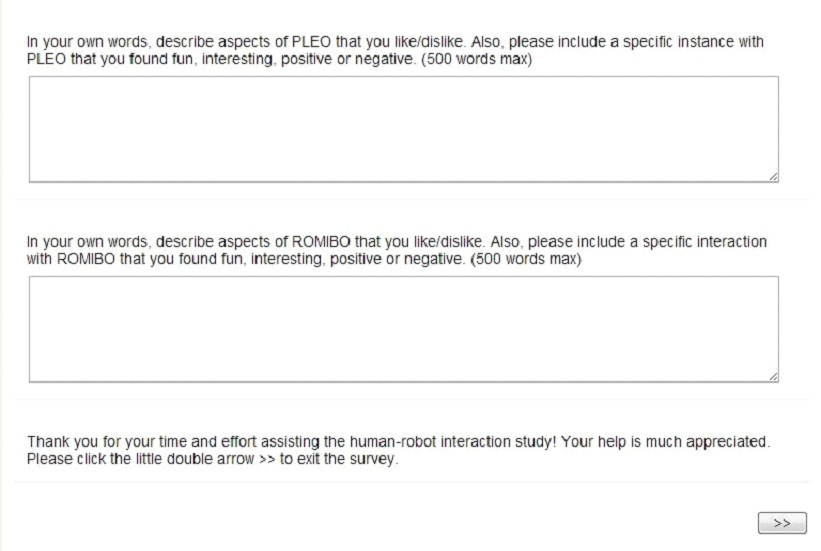 In your own words, describe aspects of PLEO that you like/dislike. Also, please include a specific instance with
PLEO that you found fun, interesting, positive or negative. (500 words max)
In your own words, describe aspects of ROMIBO that you like/dislike. Also, please include a specific interaction
with ROMIBO that you found fun, interesting, positive or negative. (500 words max)
Thank you for your time and effort assisting the human-robot interaction study! Your help is much appreciated.
Please click the little double arrow >> to exit the survey.
>>